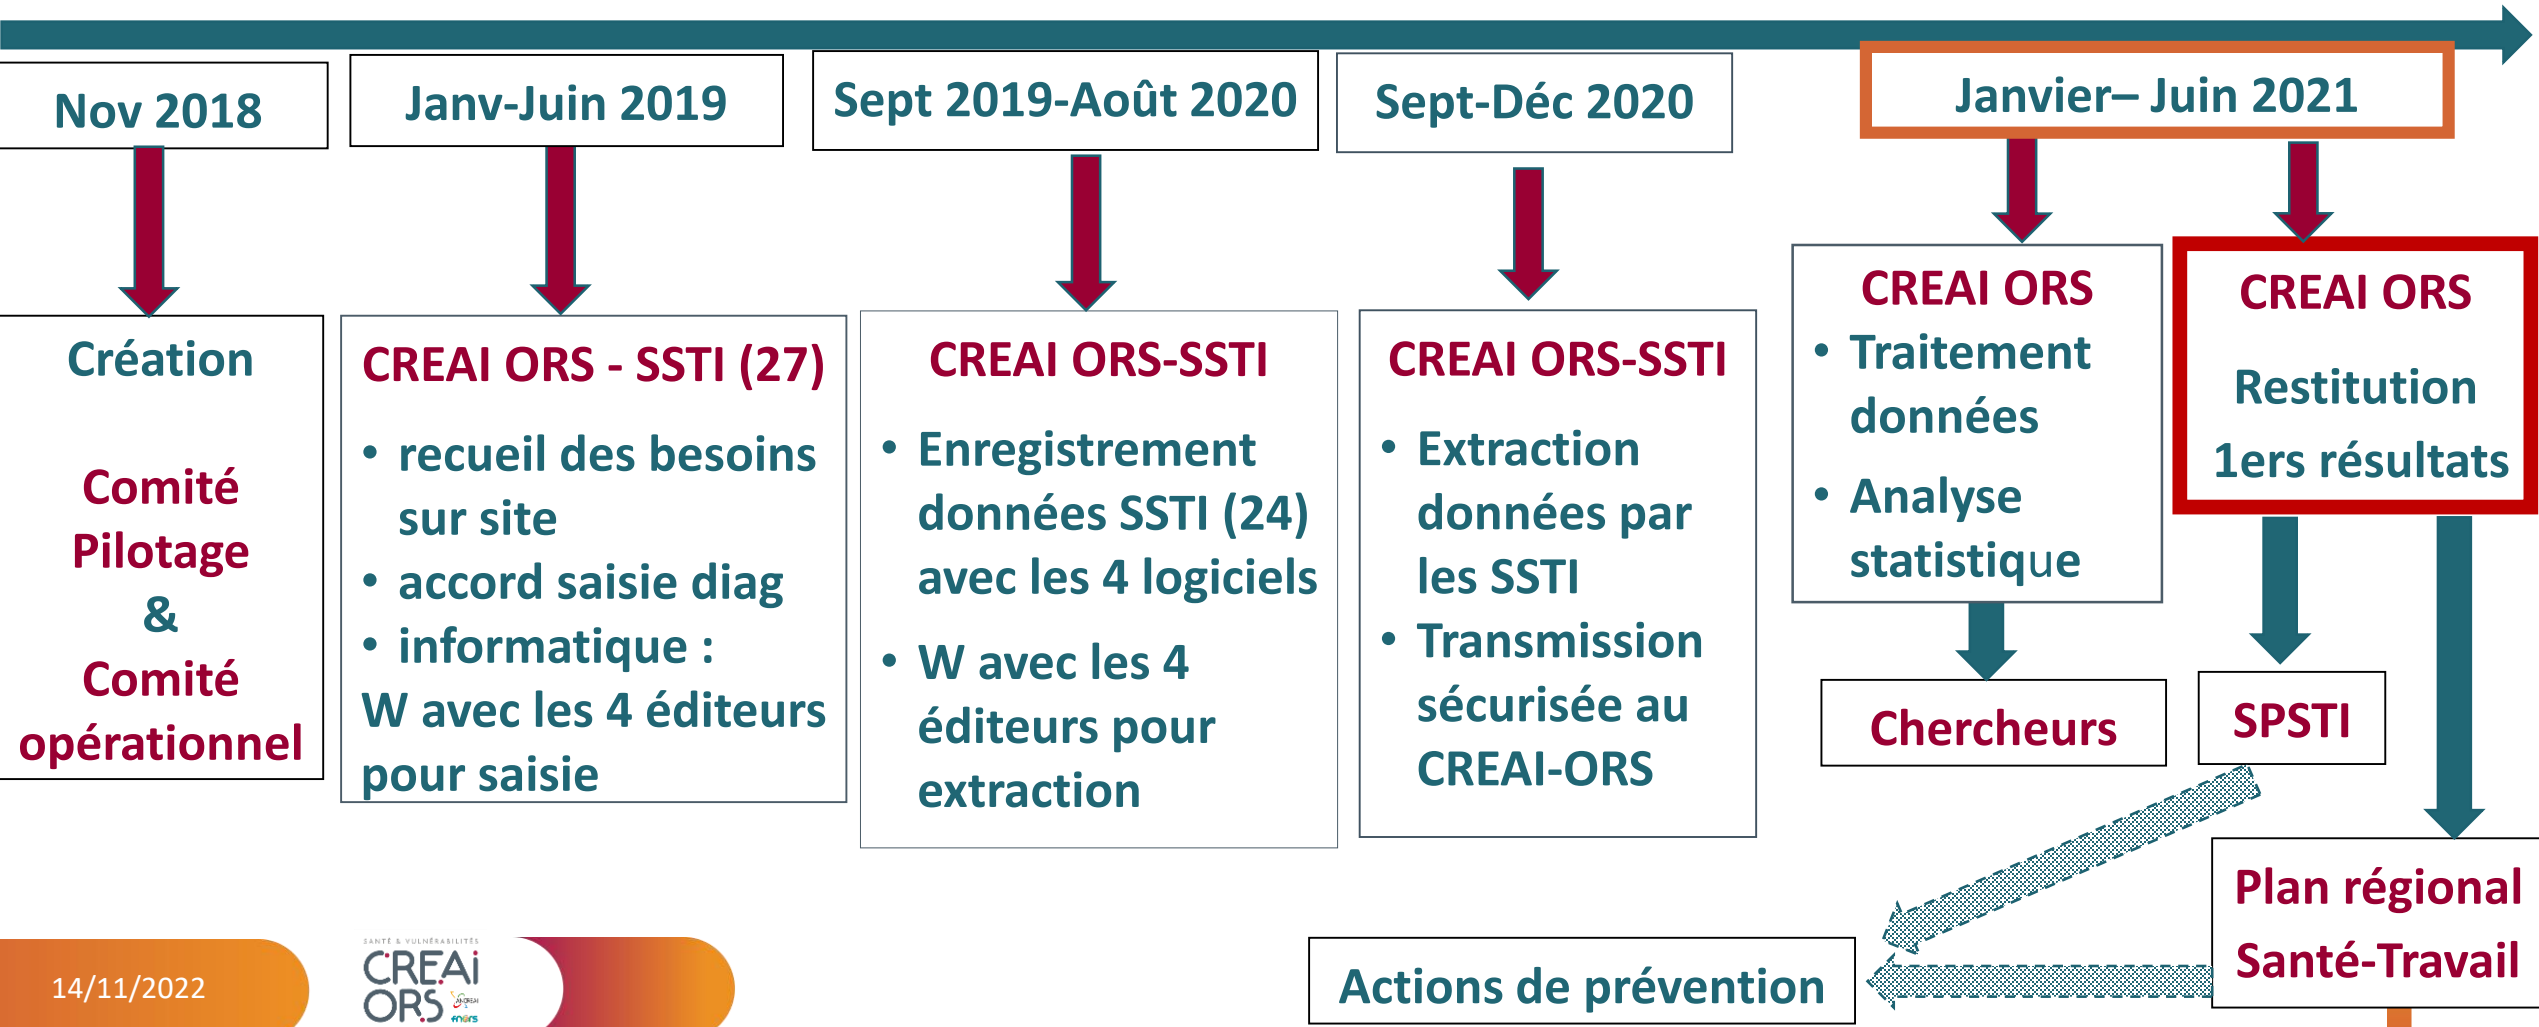 Nov 2018
Janv-Juin 2019
Sept 2019-Août 2020
Sept-Déc 2020
Janvier– Juin 2021
Création
Comité
Pilotage
&
Comité
opérationnel
CREAI ORS - SSTI (27)
• recueil des besoins
sur site
• accord saisie diag
• informatique :
W avec les 4 éditeurs
pour saisie
CREAI ORS-SSTI
• Enregistrement
données SSTI (24)
avec les 4 logiciels
• W avec les 4
éditeurs pour
extraction
CREAI ORS-SSTI
• Extraction
données par
les SSTI
• Transmission
sécurisée au
CREAI-ORS
CREAI ORS
• Traitement
données
• Analyse
statistique
CREAI ORS
Restitution
1ers résultats
Chercheurs
SPSTI
Plan régional
Santé-Travail
Actions de prévention
14/11/2022
SANTÉ & VULNÉRABILITÉS
CREAI
ORS
ANCREAI
fnors